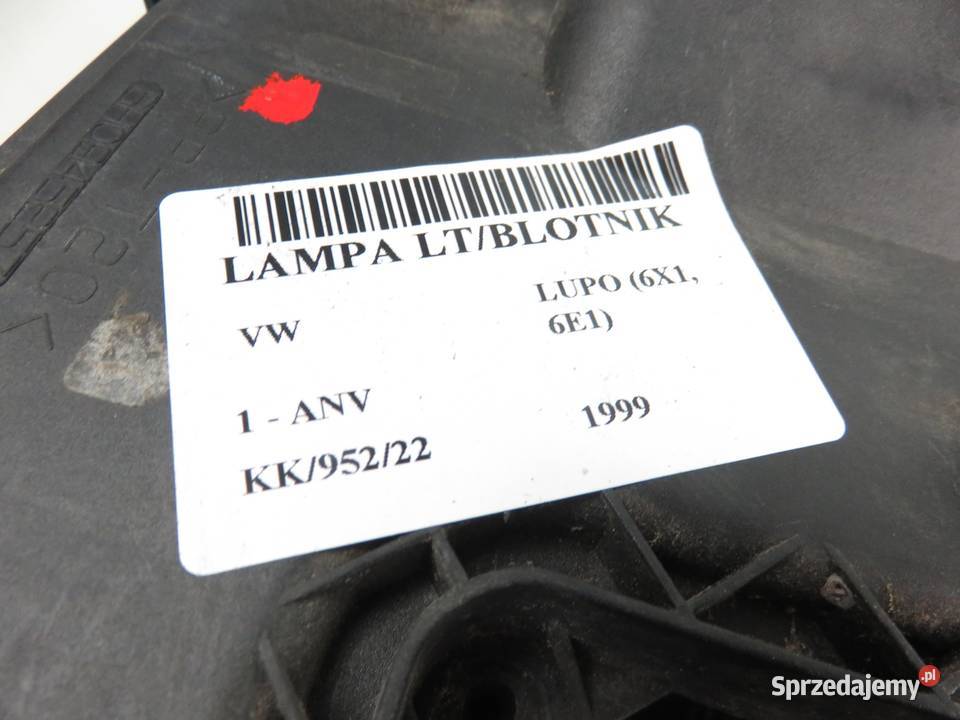 LAMPA LT/BLOTNIK
VW
LUPO (6X1,
6E1)
1 - ANV
1999
KK/952/22
Sprzedajemy.pl